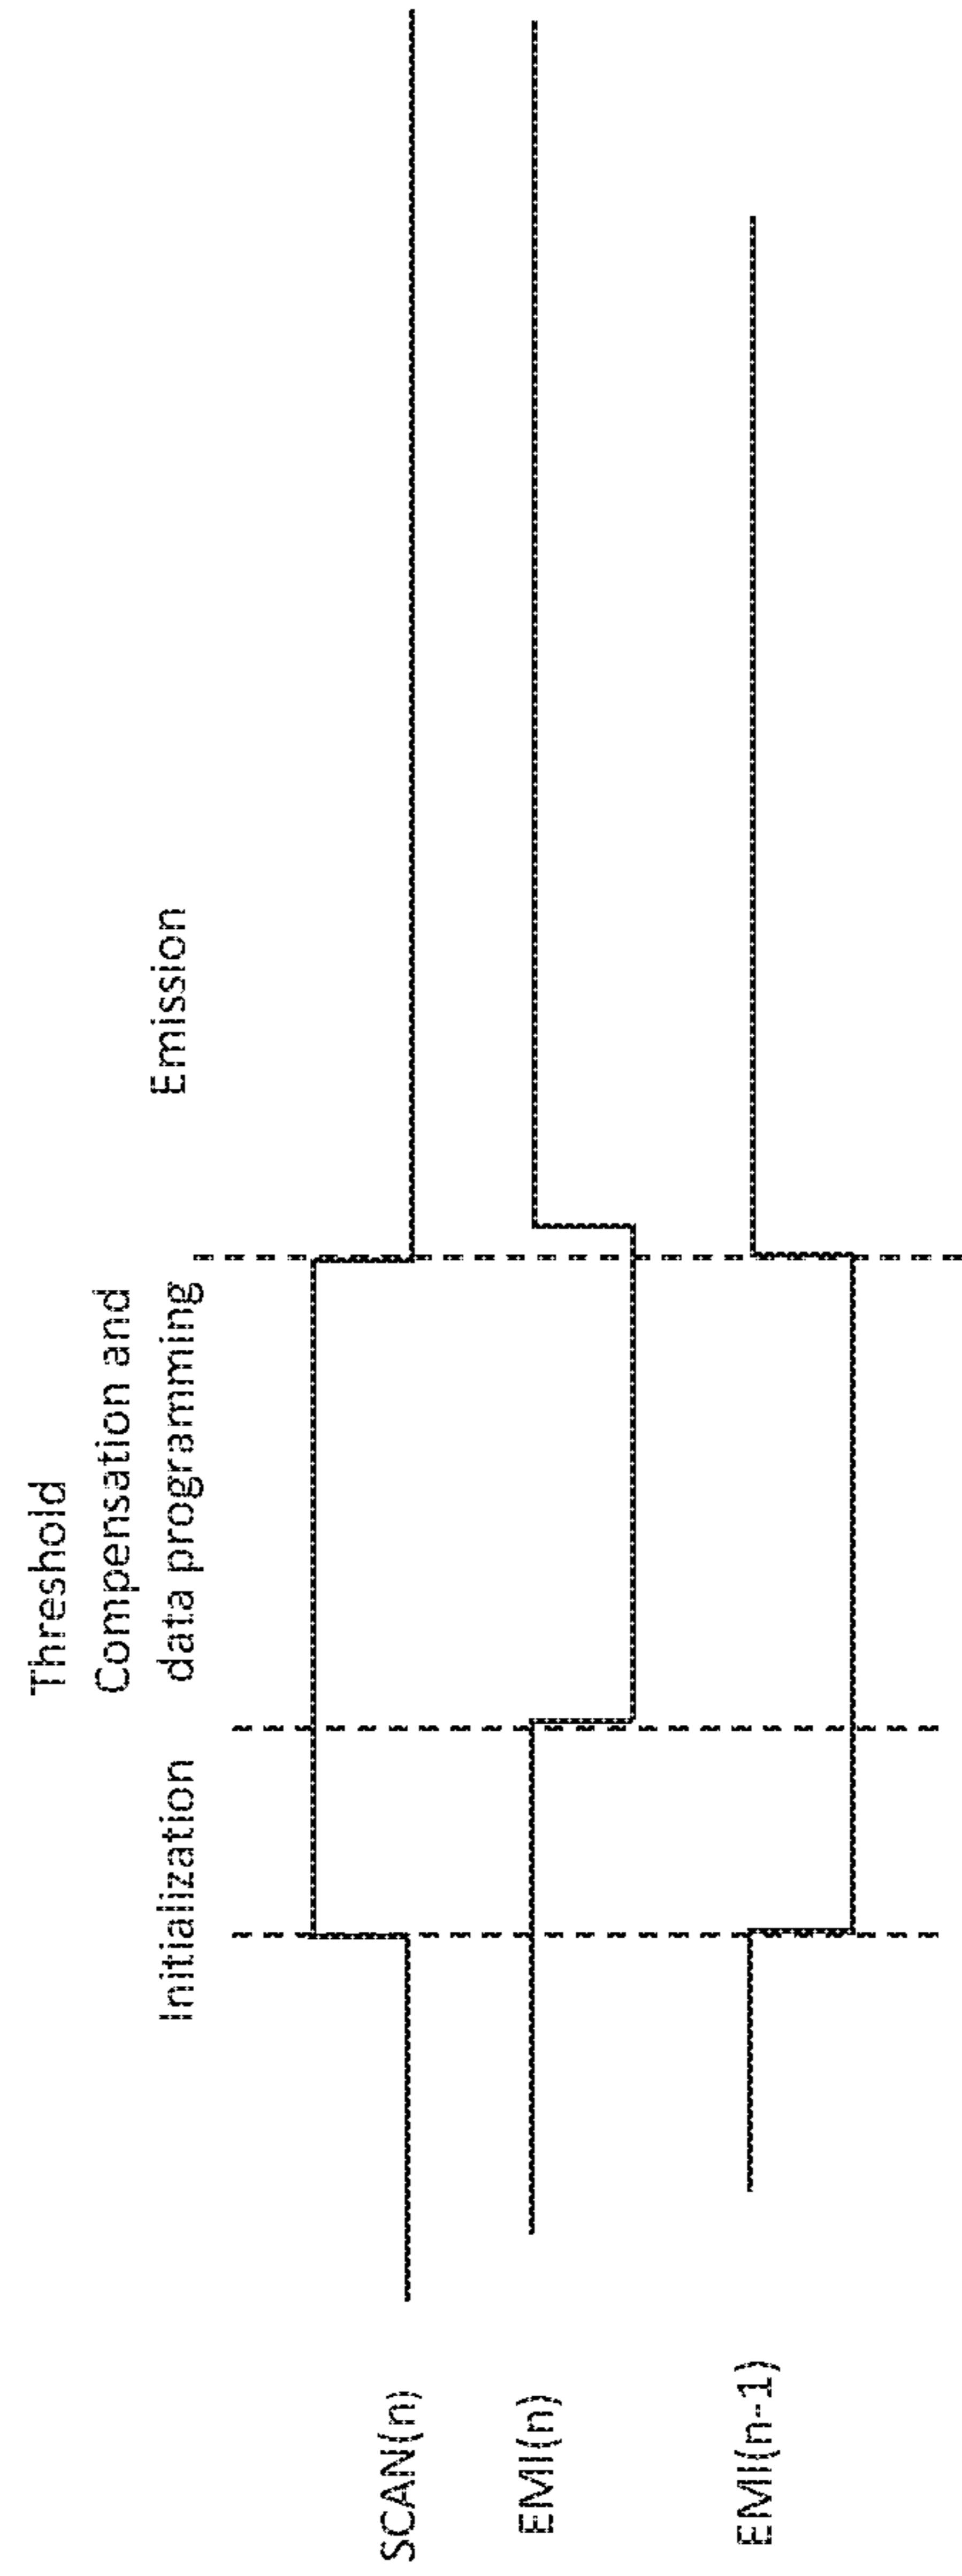 Initialization
Threshold
Compensation and
data programming
Emission
SCAN(n)
EMI(n)
EMI(n-1)